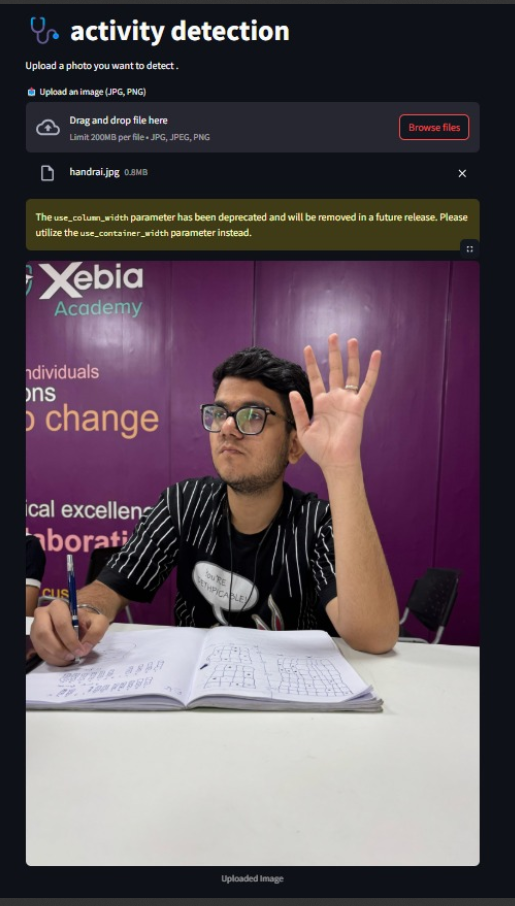 activity detection
Upload a photo you want to detect .
Upload an image (JPG, PNG)
Drag and drop file here
Limit 200MB per file • JPG, JPEG, PNG
Browse files
handrai.jpg 0.8MB
The use_column_width parameter has been deprecated and will be removed in a future release. Please
utilize the use_container_width parameter instead.
Xebia
Academy
ndividuals
ons
o change
ical excellenc
laborati
cus
Uploaded Image